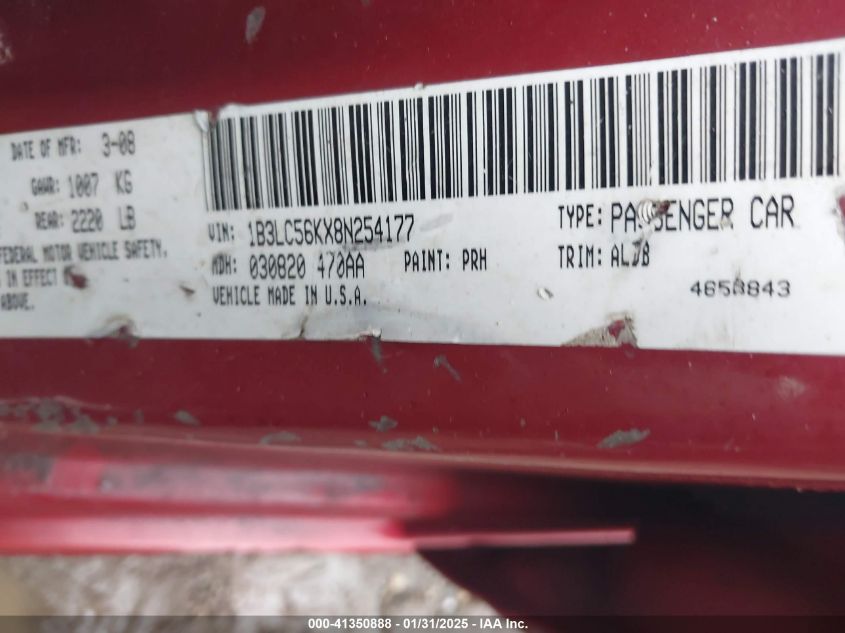 DATE OF MFR: 3-08
GAWR: 1007 KG
REAR: 2220 LB
FEDERAL MOTOR VEHICLE SAFETY.
IN EFFECT
ABOVE.
VIN: 1B3LC56KX8N254177
TYPE: PASSENGER CAR
MDH: 030820 470AA PAINT: PRH
TRIM: ALDB
VEHICLE MADE IN U.S.A.
4658843
000-41350888 - 01/31/2025 - IAA Inc.